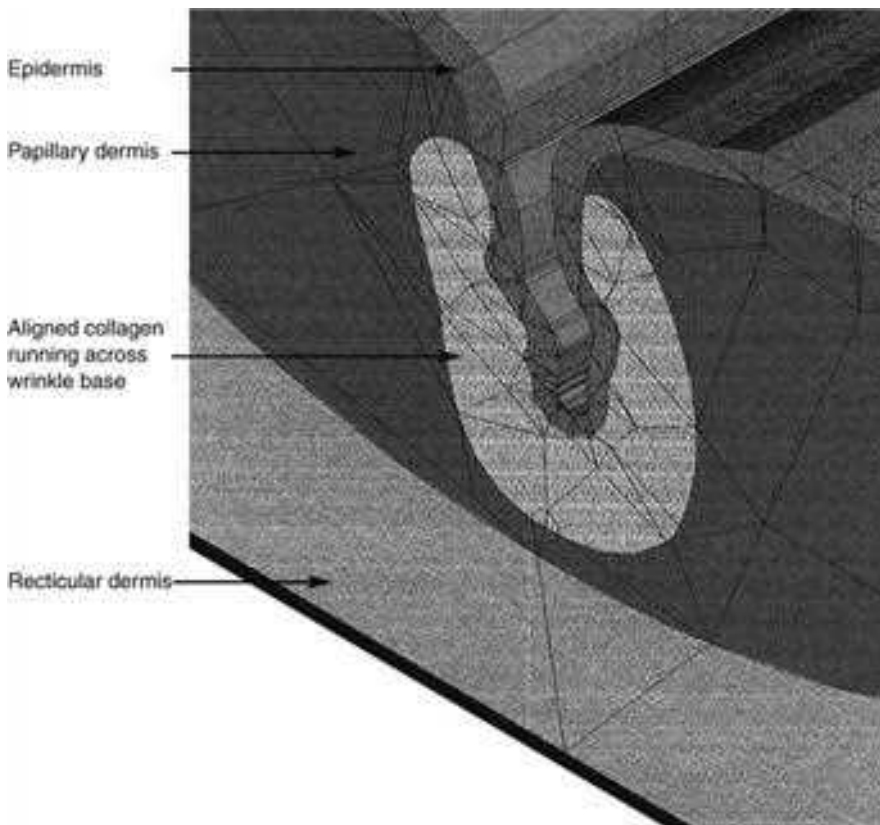 Epidermis
Papillary dermis
Aligned collagen
running across
wrinkle base
Recticular dermis